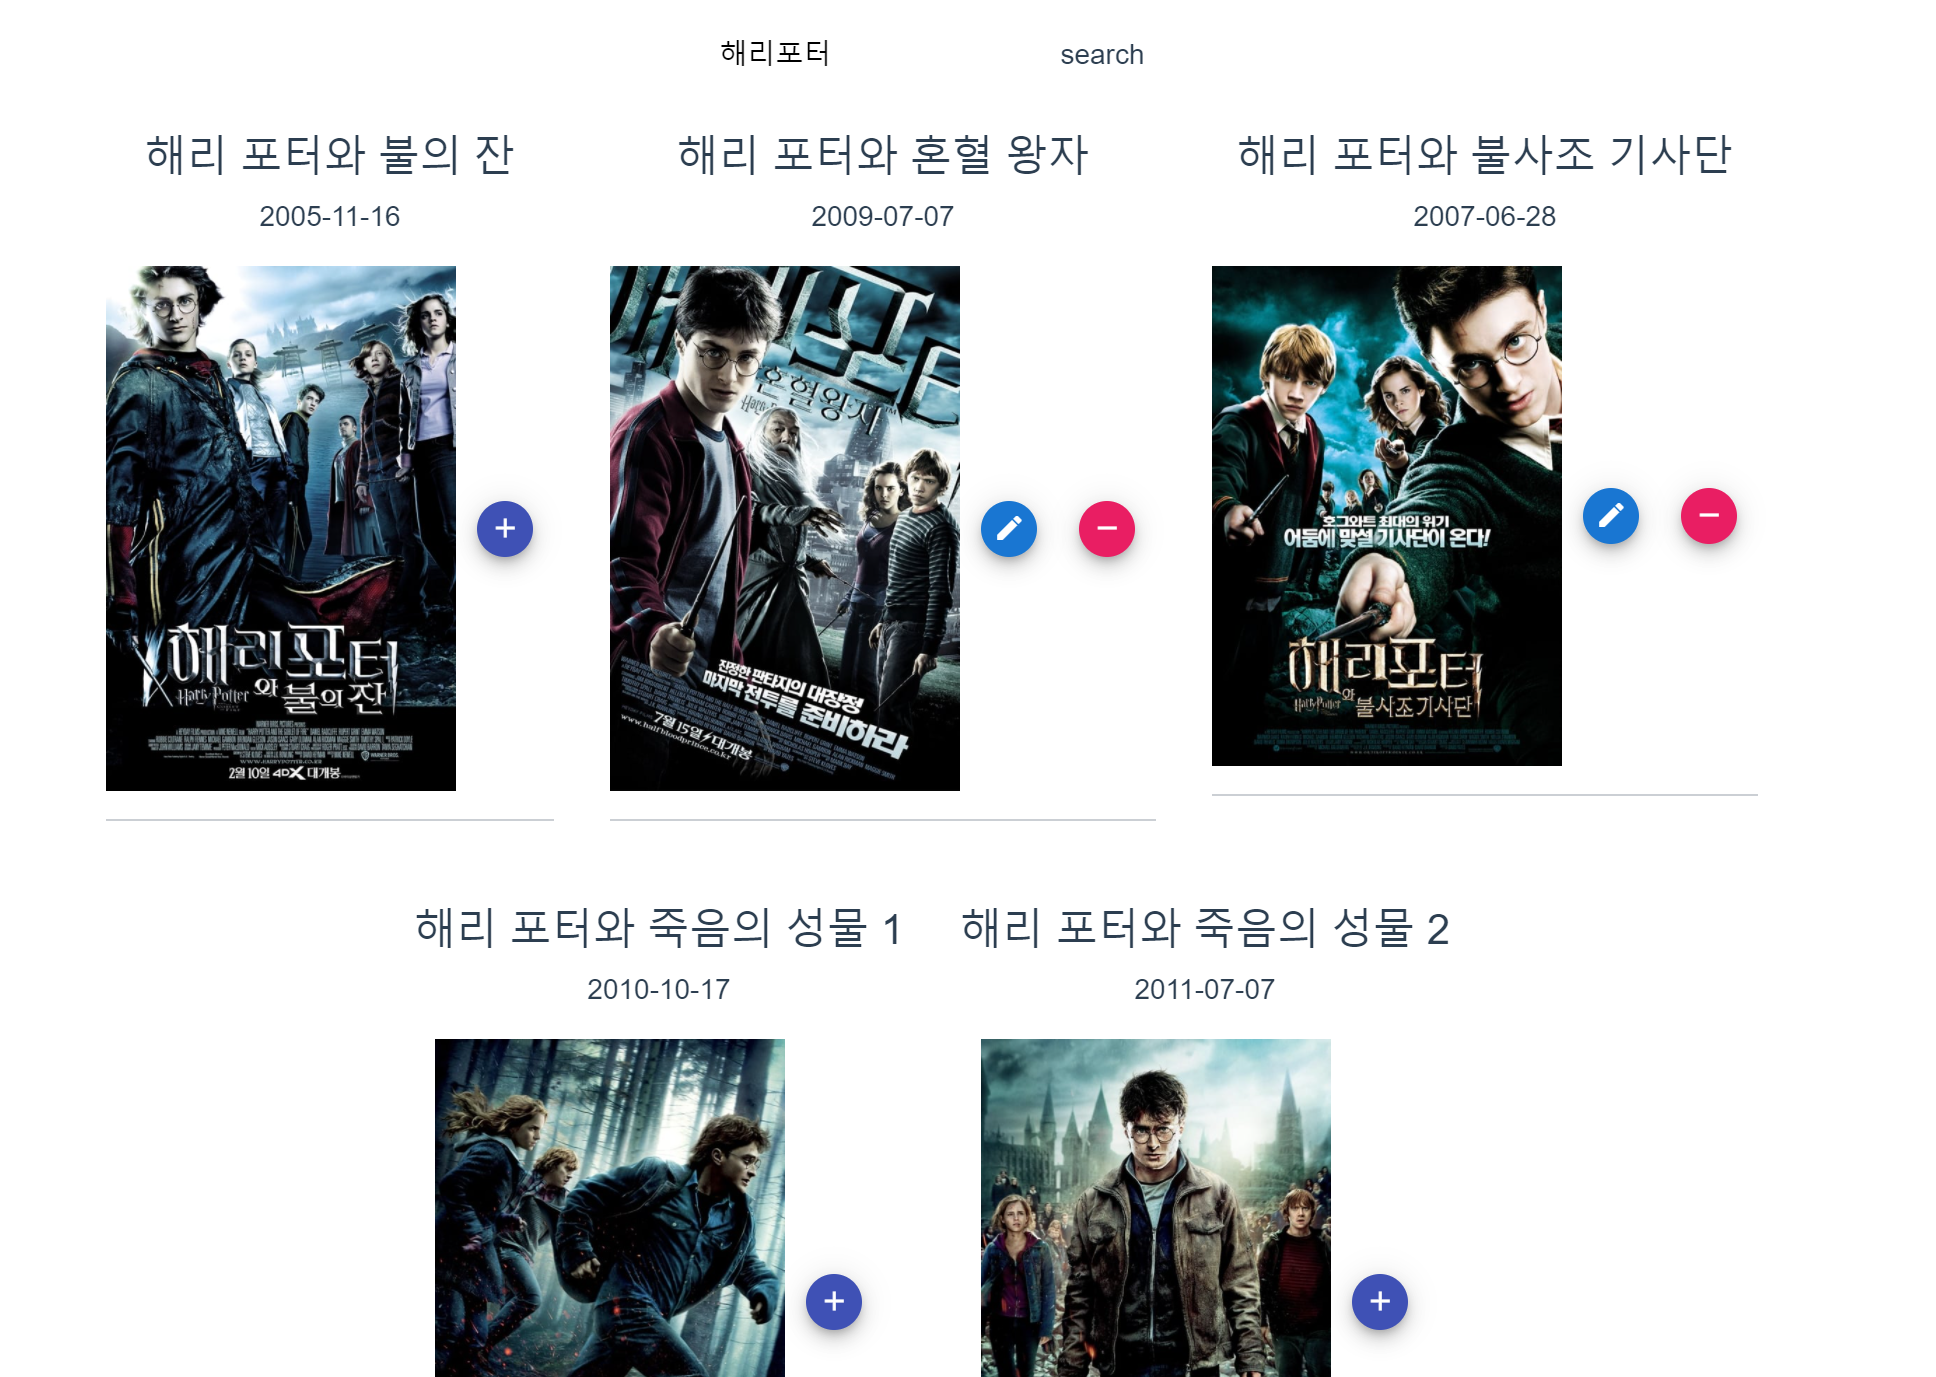 해리포터
search
해리 포터와 불의 잔
2005-11-16
해리포터
Harry Potter 와 불의 잔
WWW.HARRYPOTTER.CO.KR
2월 10일 4DX 대개봉
해리 포터와 혼혈 왕자
2009-07-07
해리포터
혼혈왕자
진정한 판타지의 대장정
마지막 전투를 준비하라
7월 15일 대개봉
www.halfbloodprince.co.kr
해리 포터와 불사조 기사단
2007-06-28
호그와트 최대의 위기
어둠에 맞설 기사단이 온다!
해리포터
Harry Potter 와 불사조 기사단
해리 포터와 죽음의 성물 1
2010-10-17
해리 포터와 죽음의 성물 2
2011-07-07